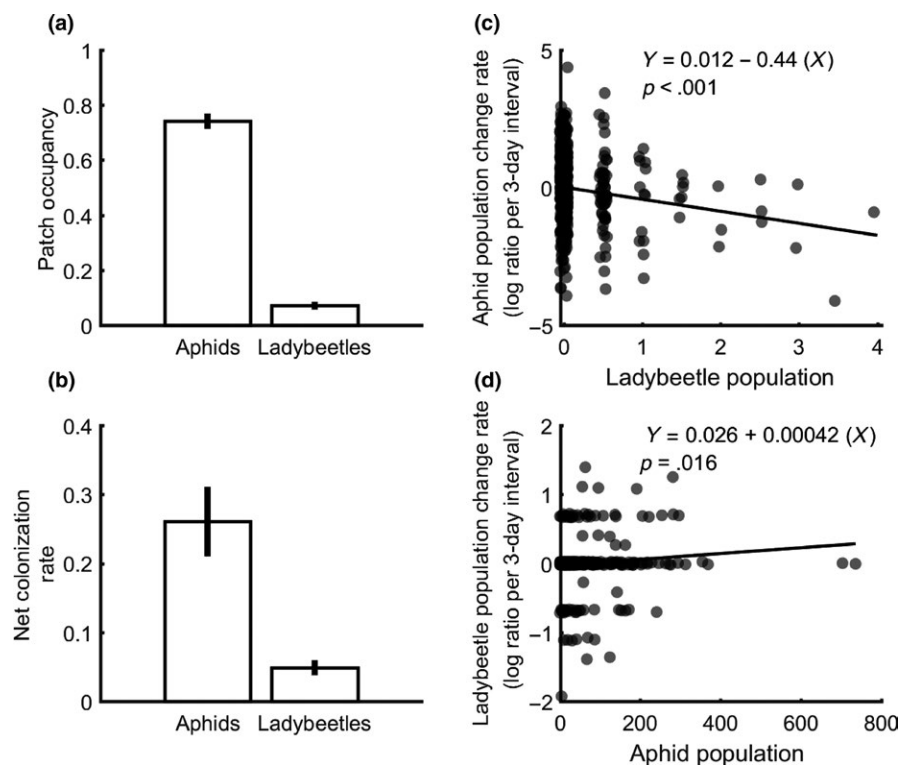 (a)
1
0.8
0.6
0.4
0.2
0
Patch occupancy
Aphids Ladybeetles
(b)
0.4
0.3
0.2
0.1
0
Net colonization
rate
Aphids Ladybeetles
(c)
5
0
−5
Aphid population change rate
(log ratio per 3-day interval)
Y = 0.012 − 0.44 (X)
p < .001
0 1 2 3 4
Ladybeetle population
(d)
2
1
0
−1
−2
Ladybeetle population change rate
(log ratio per 3-day interval)
Y = 0.026 + 0.00042 (X)
p = .016
0 200 400 600 800
Aphid population